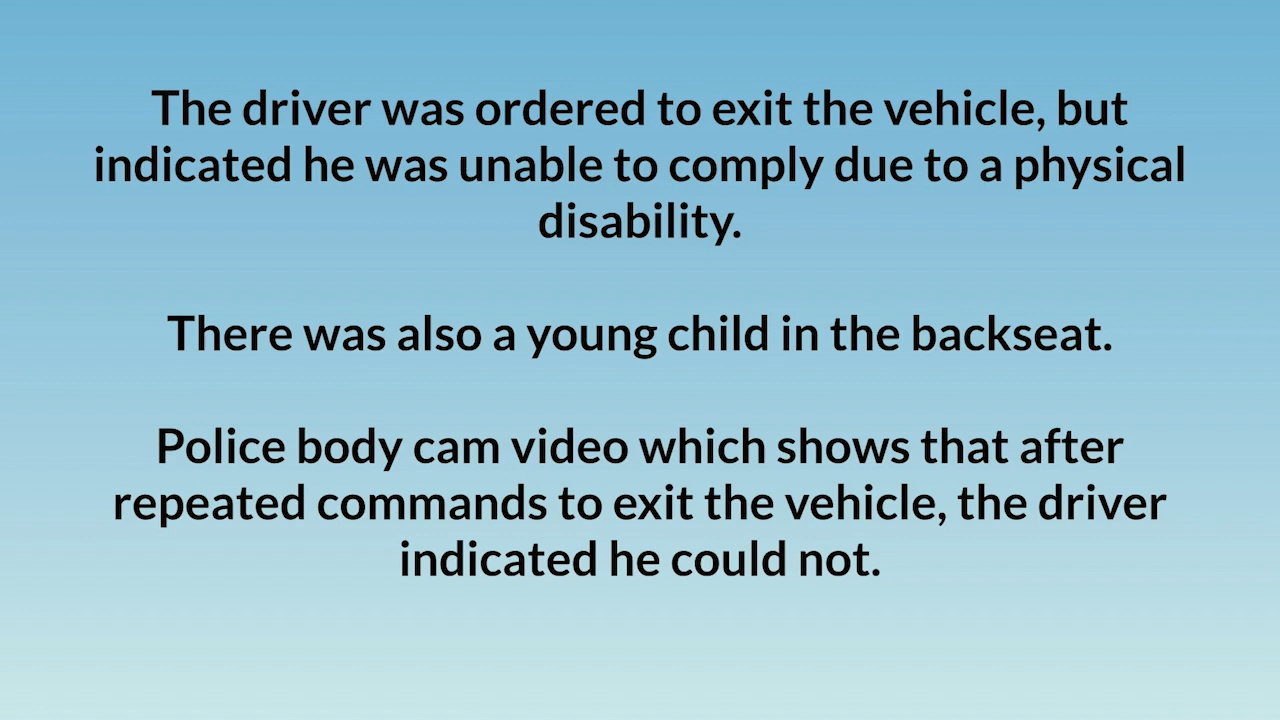 The driver was ordered to exit the vehicle, but
indicated he was unable to comply due to a physical
disability.
There was also a young child in the backseat.
Police body cam video which shows that after
repeated commands to exit the vehicle, the driver
indicated he could not.